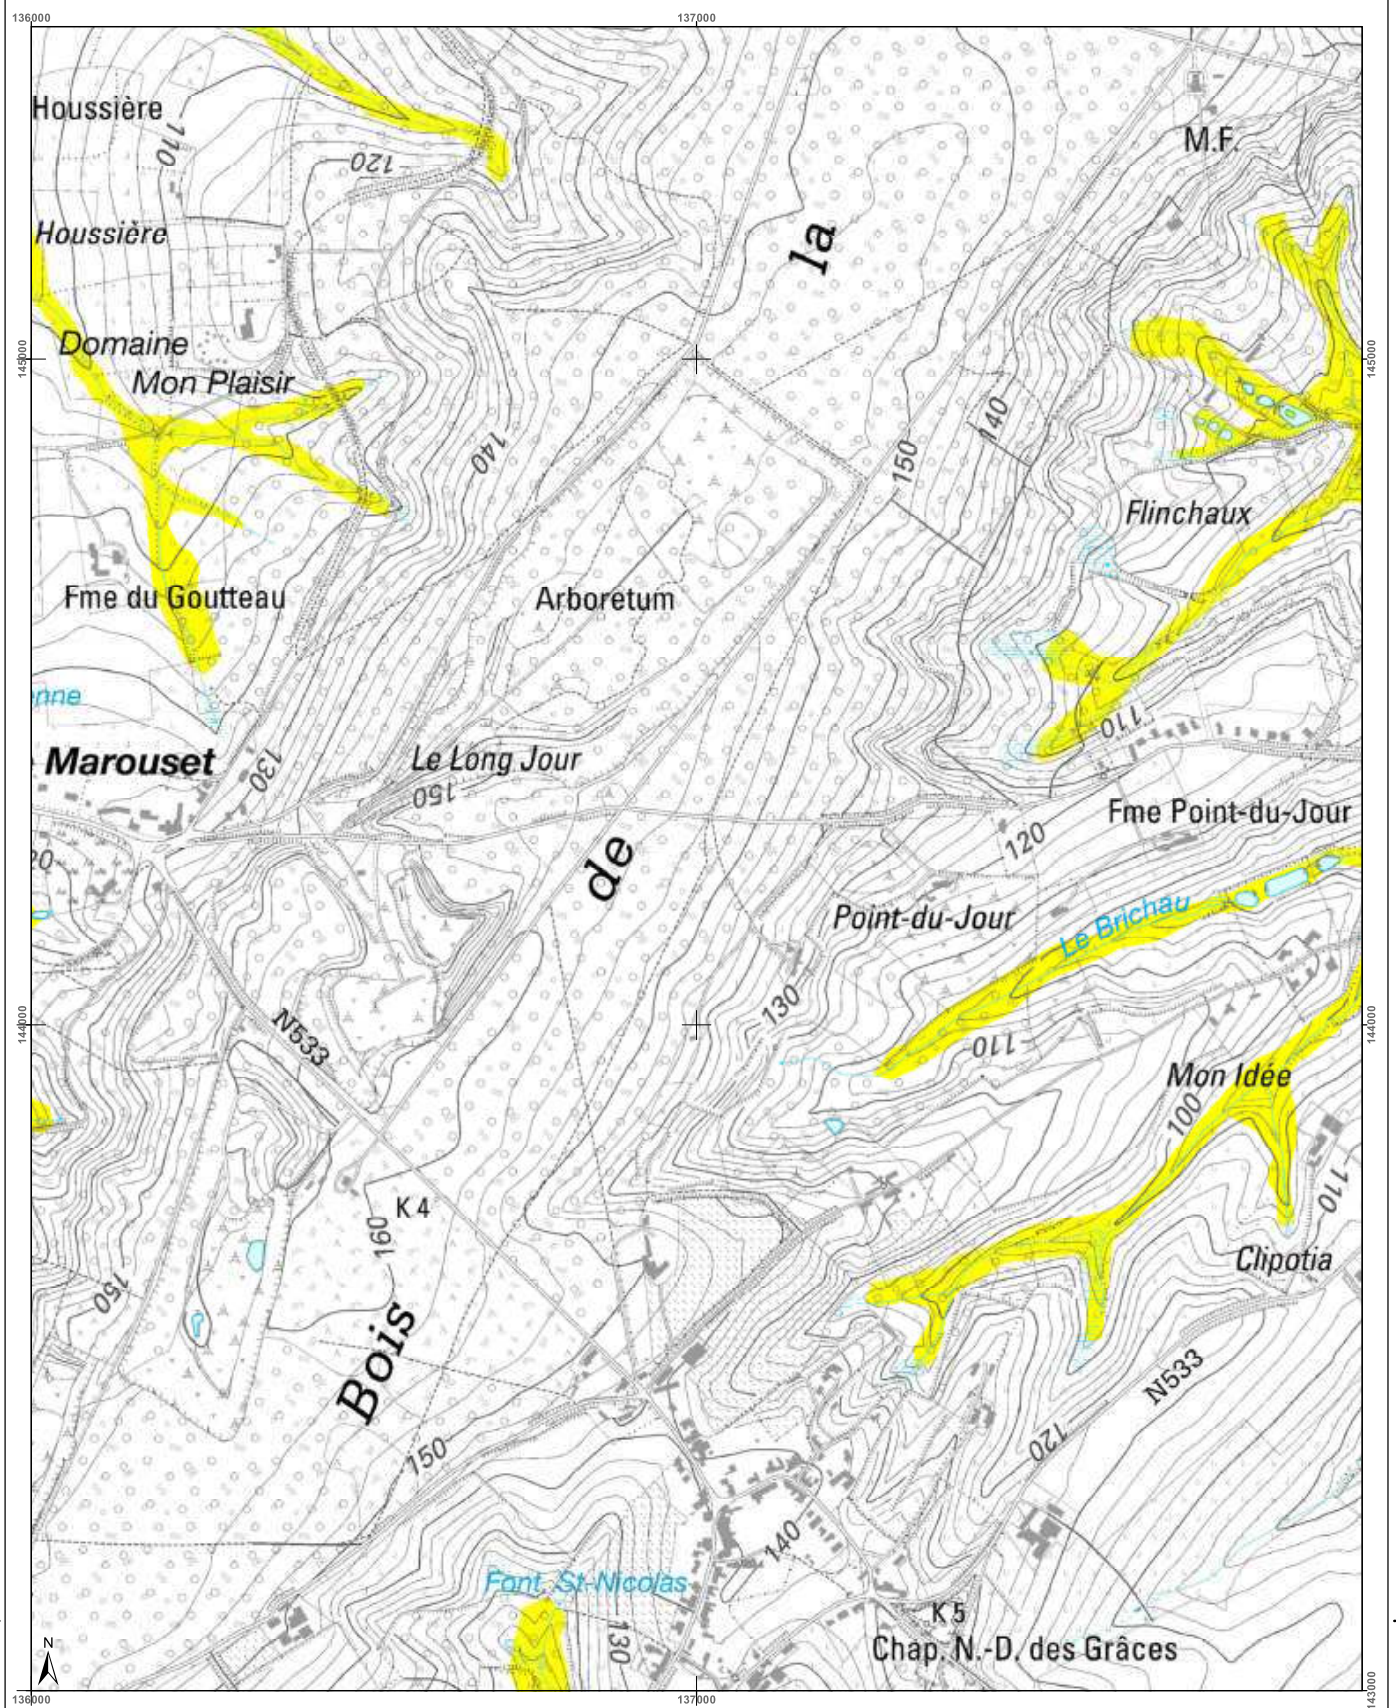 136000
137000
Houssière
110
120
M.F.
Houssière
la
145000
145000
Domaine
Mon Plaisir
140
140
150
Flinchaux
Fme du Goutteau
Arboretum
enne
110
Marouset
130
Le Long Jour
150
Fme Point-du-Jour
120
20
de
Point-du-Jour
Le Brichau
130
144000
144000
N533
110
Mon Idée
100
K 4
160
110
150
Clipotia
Bois
N533
150
120
140
Font. St-Nicolas
130
K 5
Chap. N.-D. des Grâces
N
136000
137000
143000